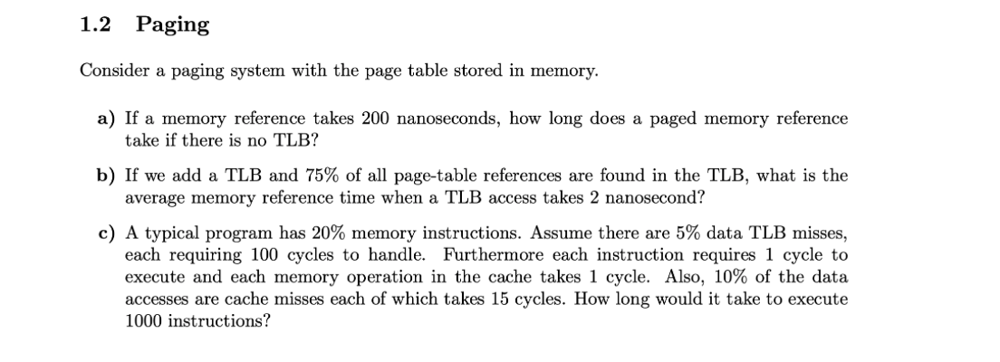 1.2 Paging
Consider a paging system with the page table stored in memory.
a) If a memory reference takes 200 nanoseconds, how long does a paged memory reference
take if there is no TLB?
b) If we add a TLB and 75% of all page-table references are found in the TLB, what is the
average memory reference time when a TLB access takes 2 nanosecond?
c) A typical program has 20% memory instructions. Assume there are 5% data TLB misses,
each requiring 100 cycles to handle. Furthermore each instruction requires 1 cycle to
execute and each memory operation in the cache takes 1 cycle. Also, 10% of the data
accesses are cache misses each of which takes 15 cycles. How long would it take to execute
1000 instructions?